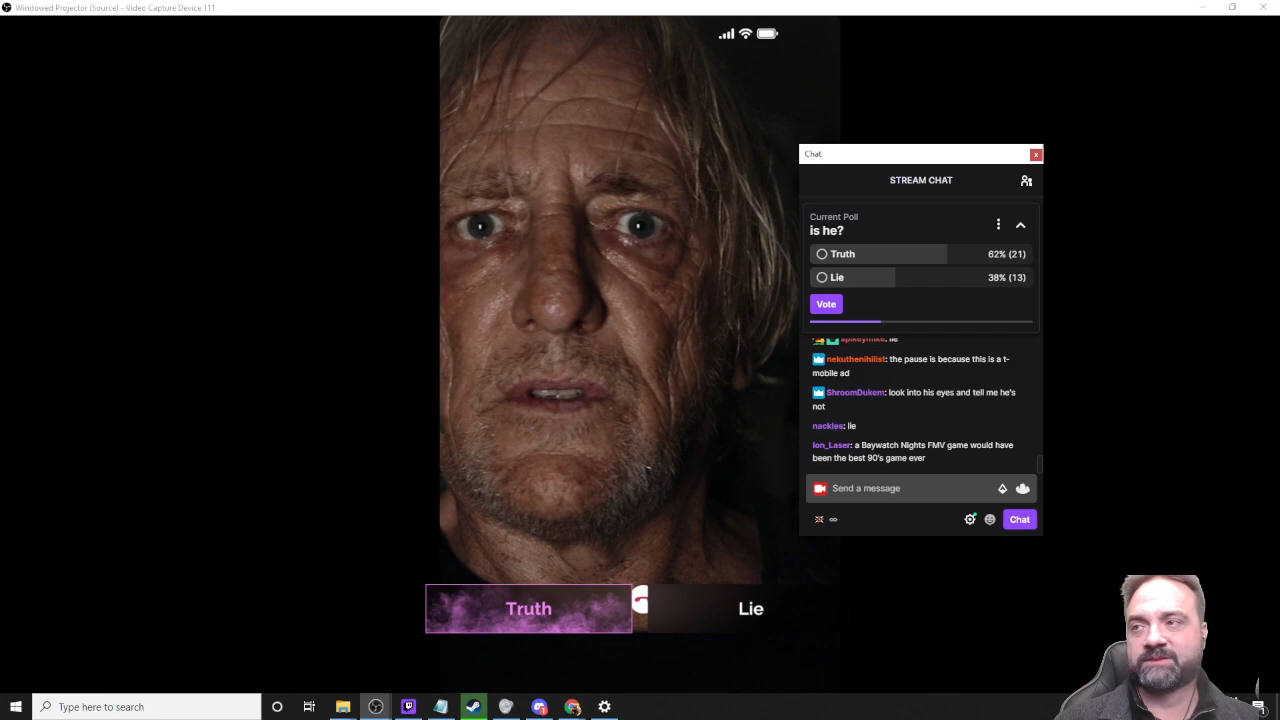 Windowed Projector (Source) - Video Capture Device 111
Chat
STREAM CHAT
Current Poll
is he?
Truth 62% (21)
Lie 38% (13)
Vote
spikeymike: lie
nekuthenihilist: the pause is because this is a t-
mobile ad
ShroomDukem: look into his eyes and tell me he's
not
nackles: lie
Ion_Laser: a Baywatch Nights FMV game would have
been the best 90's game ever
Send a message
Chat
Truth
Lie
Type here to search